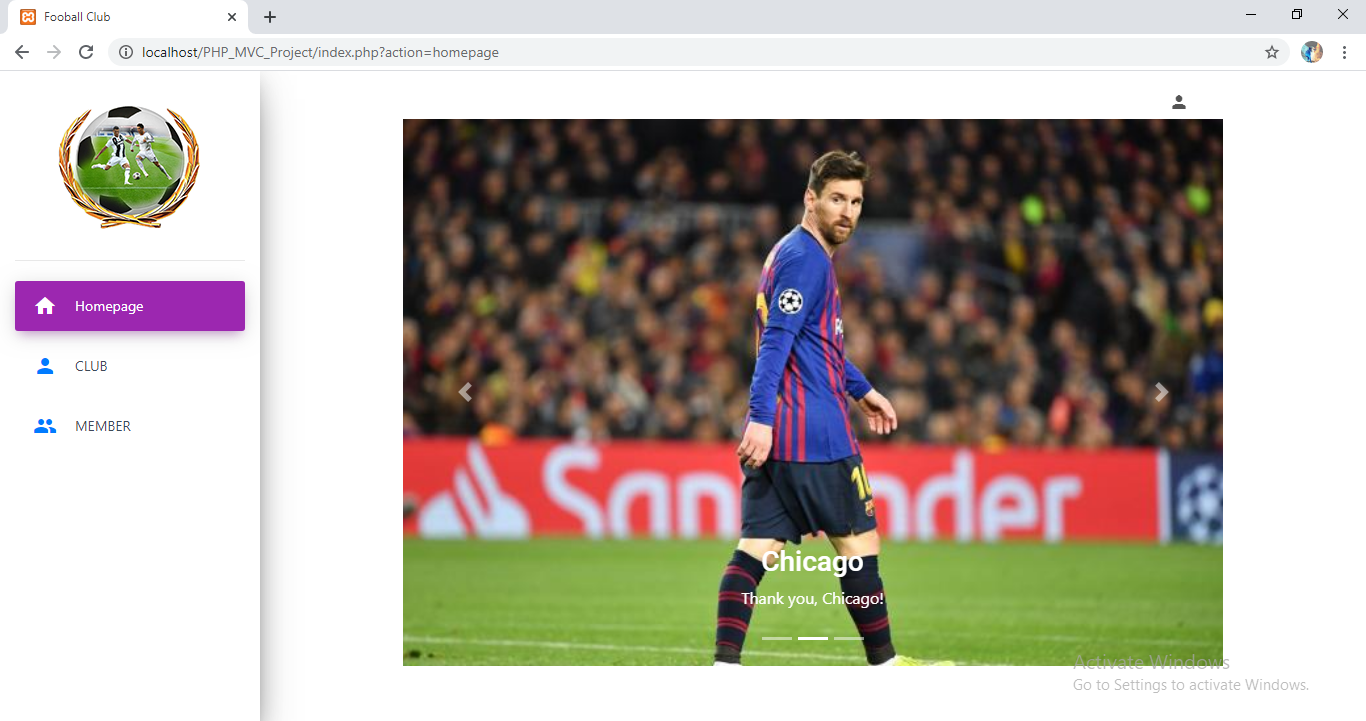 Fooball Club
localhost/PHP_MVC_Project/index.php?action=homepage
Homepage
CLUB
MEMBER
Santander
Chicago
Thank you, Chicago!
Activate Windows
Go to Settings to activate Windows.